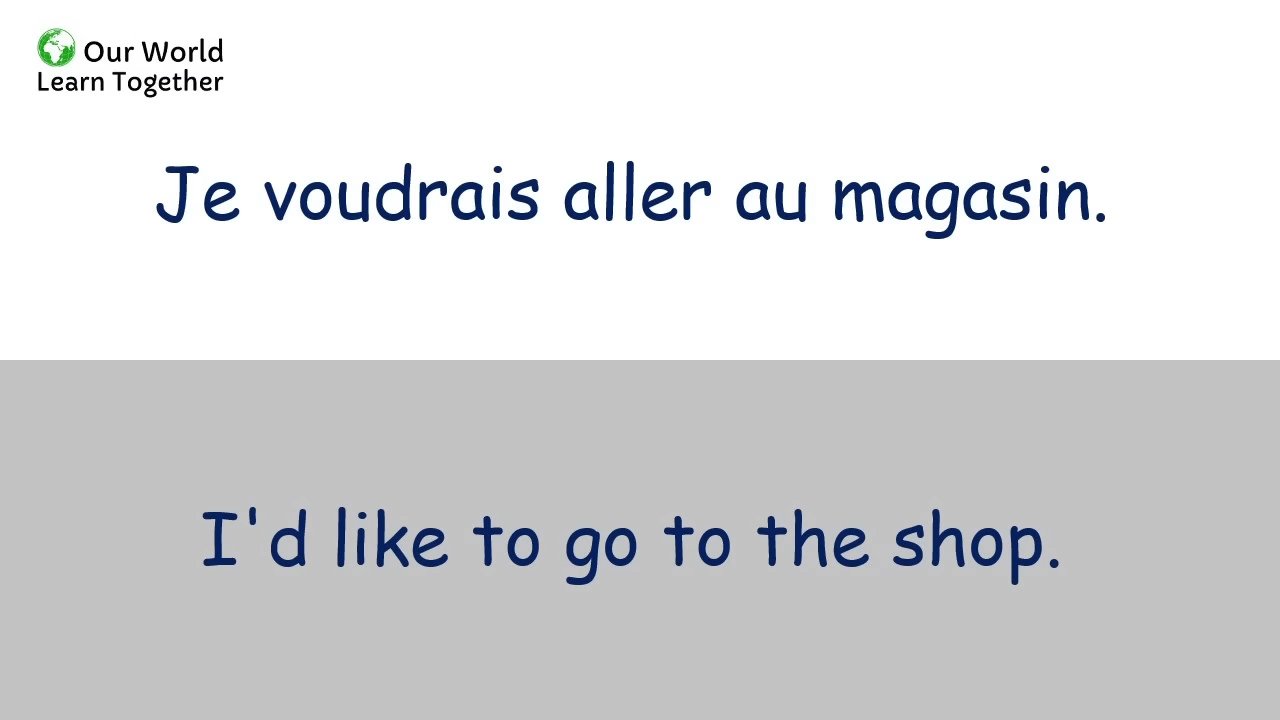 Our World
Learn Together
Je voudrais aller au magasin.
I'd like to go to the shop.